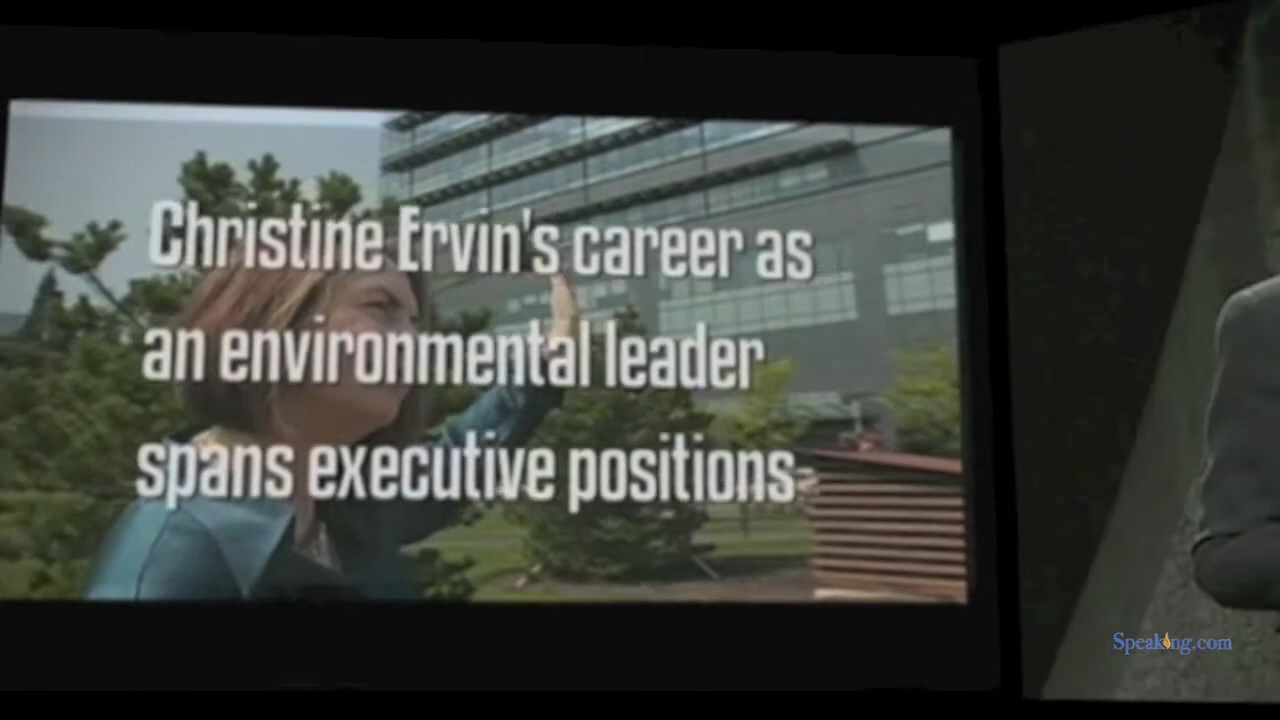 Christine Ervin's career as
an environmental leader
spans executive positions
Speaking.com